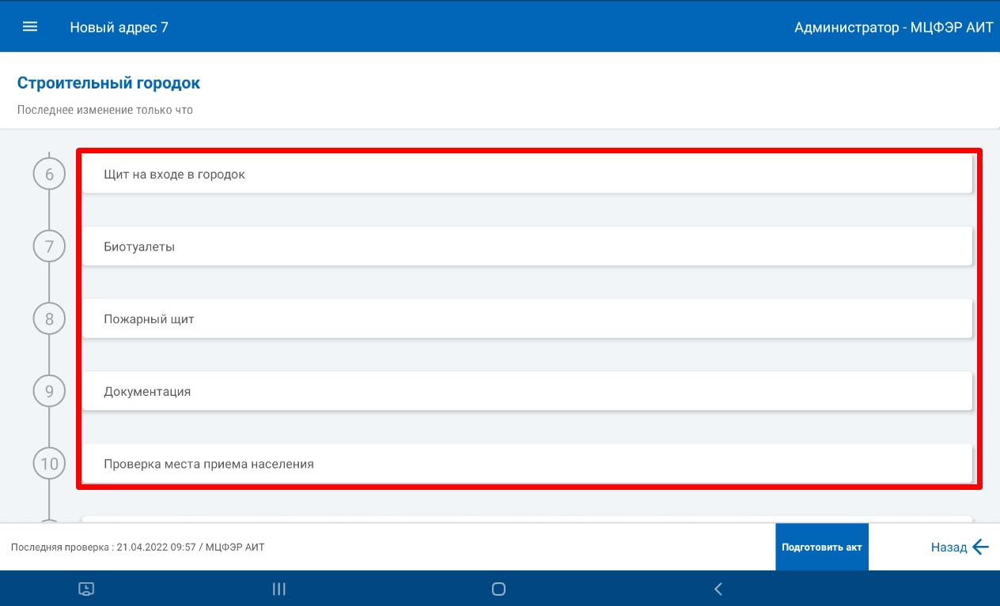 Новый адрес 7
Администратор - МЦФЭР АИТ
Строительный городок
Последнее изменение только что
6
Щит на входе в городок
7
Биотуалеты
8
Пожарный щит
9
Документация
10
Проверка места приема населения
Последняя проверка : 21.04.2022 09:57 / МЦФЭР АИТ
Подготовить акт
Назад